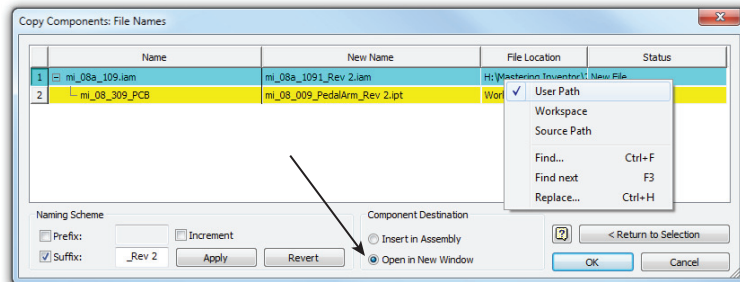 Copy Components: File Names
Name New Name File Location Status
1 mi_08a_109.iam mi_08a_1091_Rev 2.iam H:\Mastering Inventor\ New File
2 mi_08_309_PCB mi_08_009_PedalArm_Rev 2.ipt
User Path
Workspace
Source Path
Find... Ctrl+F
Find next F3
Replace... Ctrl+H
Naming Scheme
Prefix: Increment
Suffix: _Rev 2 Apply Revert
Component Destination
Insert in Assembly
Open in New Window
< Return to Selection
OK Cancel